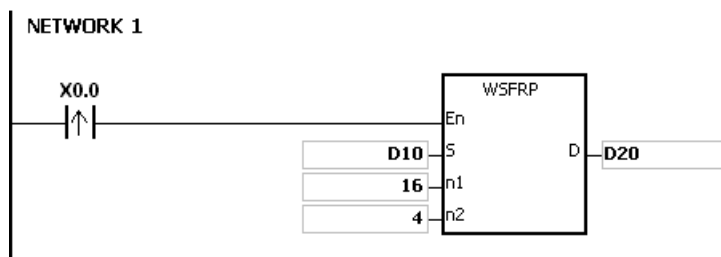 NETWORK 1
X0.0
WSFRP
En
D10 S D D20
16 n1
4 n2